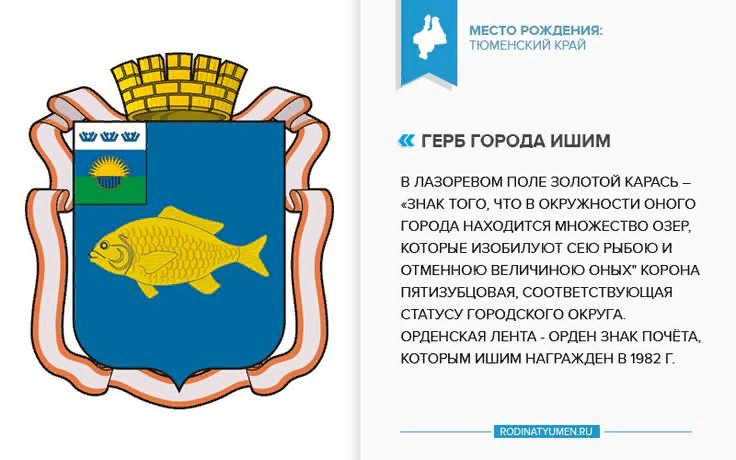 МЕСТО РОЖДЕНИЯ:
ТЮМЕНСКИЙ КРАЙ
« ГЕРБ ГОРОДА ИШИМ
В ЛАЗОРЕВОМ ПОЛЕ ЗОЛОТОЙ КАРАСЬ –
«ЗНАК ТОГО, ЧТО В ОКРУЖНОСТИ ОНОГО
ГОРОДА НАХОДИТСЯ МНОЖЕСТВО ОЗЕР,
КОТОРЫЕ ИЗОБИЛУЮТ СЕЮ РЫБОЮ И
ОТМЕННОЮ ВЕЛИЧИНОЮ ОНЫХ" КОРОНА
ПЯТИЗУБЦОВАЯ, СООТВЕТСТВУЮЩАЯ
СТАТУСУ ГОРОДСКОГО ОКРУГА.
ОРДЕНСКАЯ ЛЕНТА - ОРДЕН ЗНАК ПОЧЁТА,
КОТОРЫМ ИШИМ НАГРАЖДЕН В 1982 Г.
RODINATYUMEN.RU